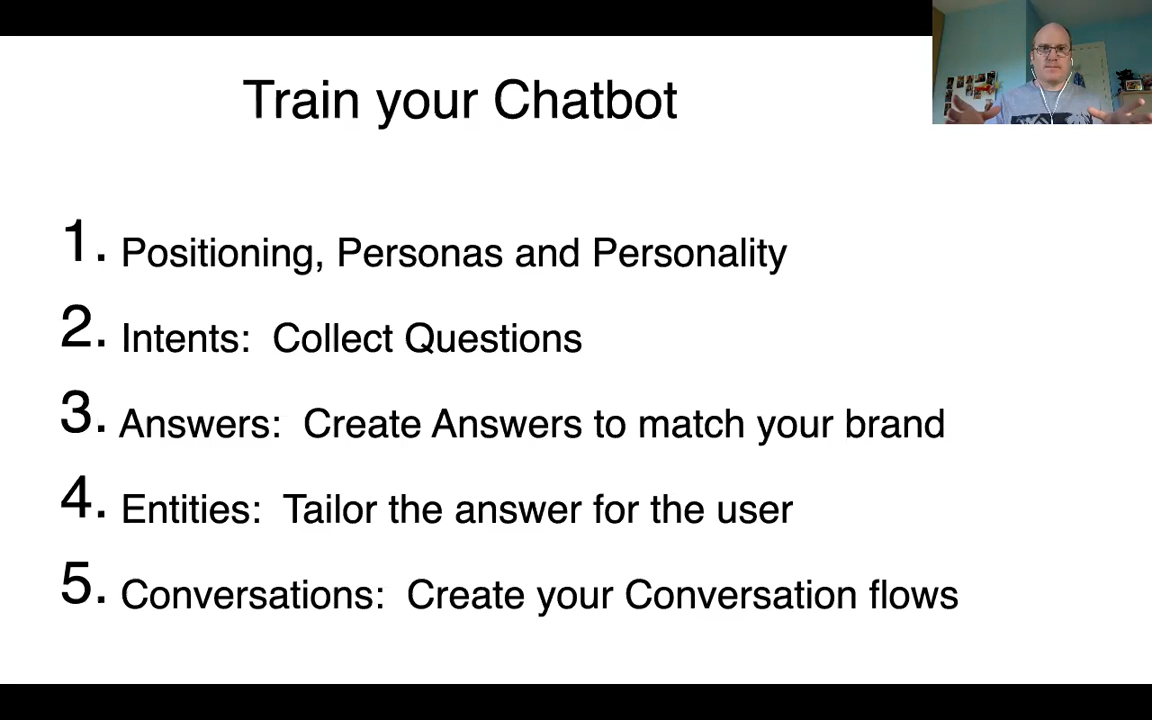 Train your Chatbot
1. Positioning, Personas and Personality
2. Intents:  Collect Questions
3. Answers:  Create Answers to match your brand
4. Entities:  Tailor the answer for the user
5. Conversations:  Create your Conversation flows